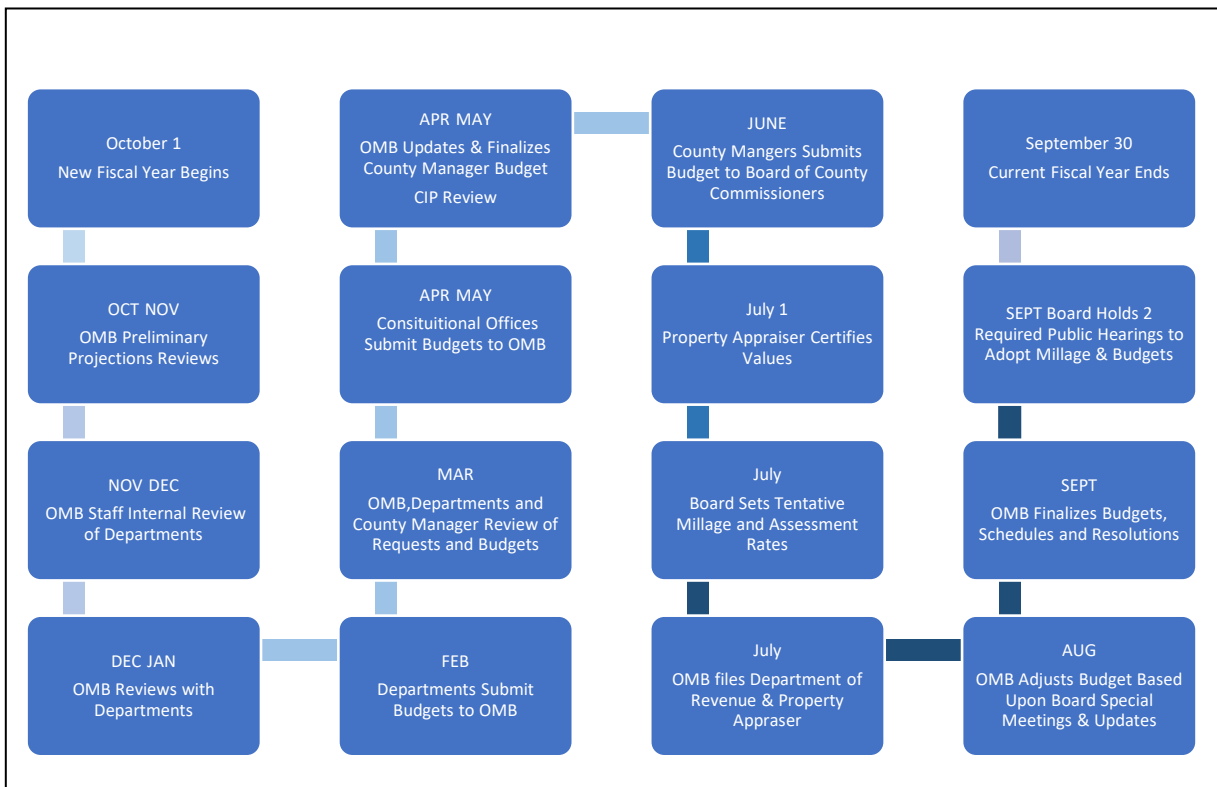 October 1
New Fiscal Year Begins
OCT NOV
OMB Preliminary
Projections Reviews
NOV DEC
OMB Staff Internal Review
of Departments
DEC JAN
OMB Reviews with
Departments
FEB
Departments Submit
Budgets to OMB
MAR
OMB,Departments and
County Manager Review of
Requests and Budgets
APR MAY
Consituitional Offices
Submit Budgets to OMB
APR MAY
OMB Updates & Finalizes
County Manager Budget
CIP Review
JUNE
County Mangers Submits
Budget to Board of County
Commissioners
July 1
Property Appraiser Certifies
Values
July
Board Sets Tentative
Millage and Assessment
Rates
July
OMB files Department of
Revenue & Property
Appraser
AUG
OMB Adjusts Budget Based
Upon Board Special
Meetings & Updates
SEPT
OMB Finalizes Budgets,
Schedules and Resolutions
SEPT Board Holds 2
Required Public Hearings to
Adopt Millage & Budgets
September 30
Current Fiscal Year Ends